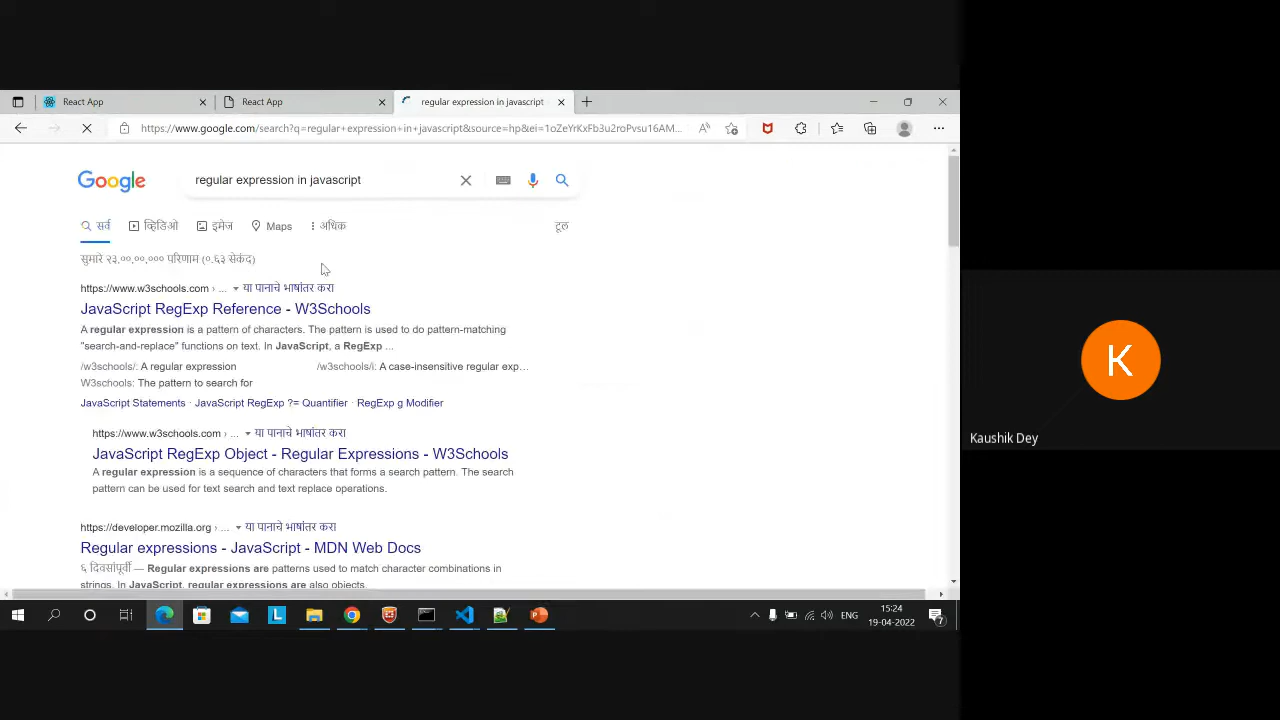 React App
React App
regular expression in javascript
https://www.google.com/search?q=regular+expression+in+javascript&source=hp&ei=1oZeYrKxFb3u2roPvsu16AM...
Google
regular expression in javascript
सर्व
व्हिडिओ
इमेज
Maps
अधिक
टूल
सुमारे २३,००,००,००० परिणाम (०.६३ सेकंद)
https://www.w3schools.com › ... या पानाचे भाषांतर करा
JavaScript RegExp Reference - W3Schools
A regular expression is a pattern of characters. The pattern is used to do pattern-matching
"search-and-replace" functions on text. In JavaScript, a RegExp ...
/w3schools/: A regular expression
/w3schools/i: A case-insensitive regular exp...
W3schools: The pattern to search for
JavaScript Statements · JavaScript RegExp ?= Quantifier · RegExp g Modifier
https://www.w3schools.com › ... या पानाचे भाषांतर करा
JavaScript RegExp Object - Regular Expressions - W3Schools
A regular expression is a sequence of characters that forms a search pattern. The search
pattern can be used for text search and text replace operations.
https://developer.mozilla.org › ... या पानाचे भाषांतर करा
Regular expressions - JavaScript - MDN Web Docs
६ दिवसांपूर्वी — Regular expressions are patterns used to match character combinations in
strings. In JavaScript, regular expressions are also objects.
K
Kaushik Dey
L
ENG
15:24
19-04-2022
7